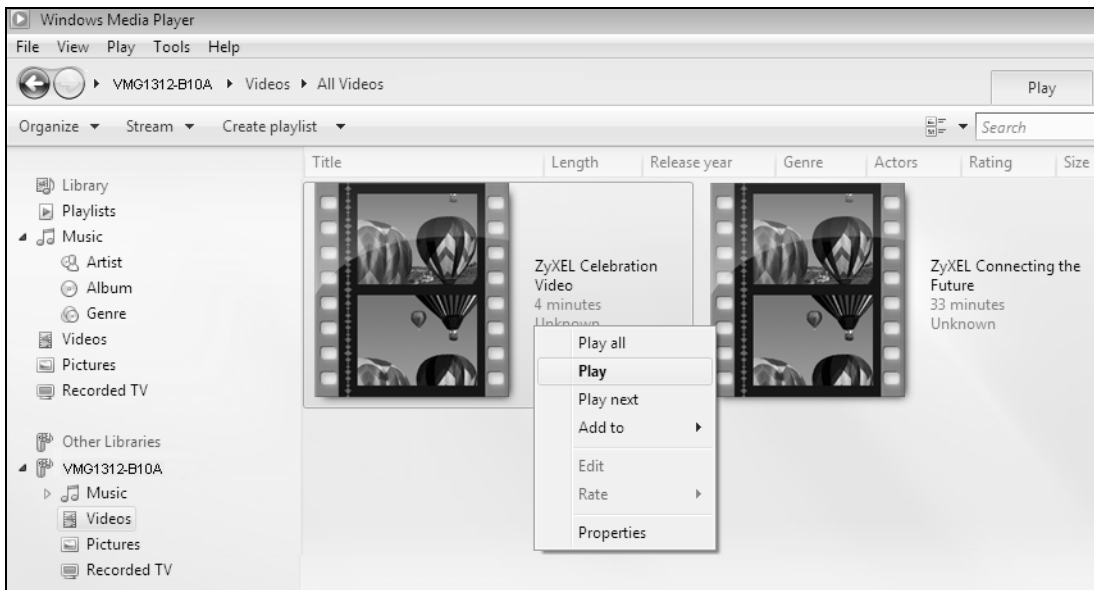 Windows Media Player
File View Play Tools Help
VMG1312-B10A Videos All Videos
Play
Organize Stream Create playlist
Search
Title Length Release year Genre Actors Rating Size
Library
Playlists
Music
Artist
Album
Genre
Videos
Pictures
Recorded TV
Other Libraries
VMG1312-B10A
Music
Videos
Pictures
Recorded TV
ZyXEL Celebration
Video
4 minutes
Unknown
ZyXEL Connecting the
Future
33 minutes
Unknown
Play all
Play
Play next
Add to
Edit
Rate
Properties